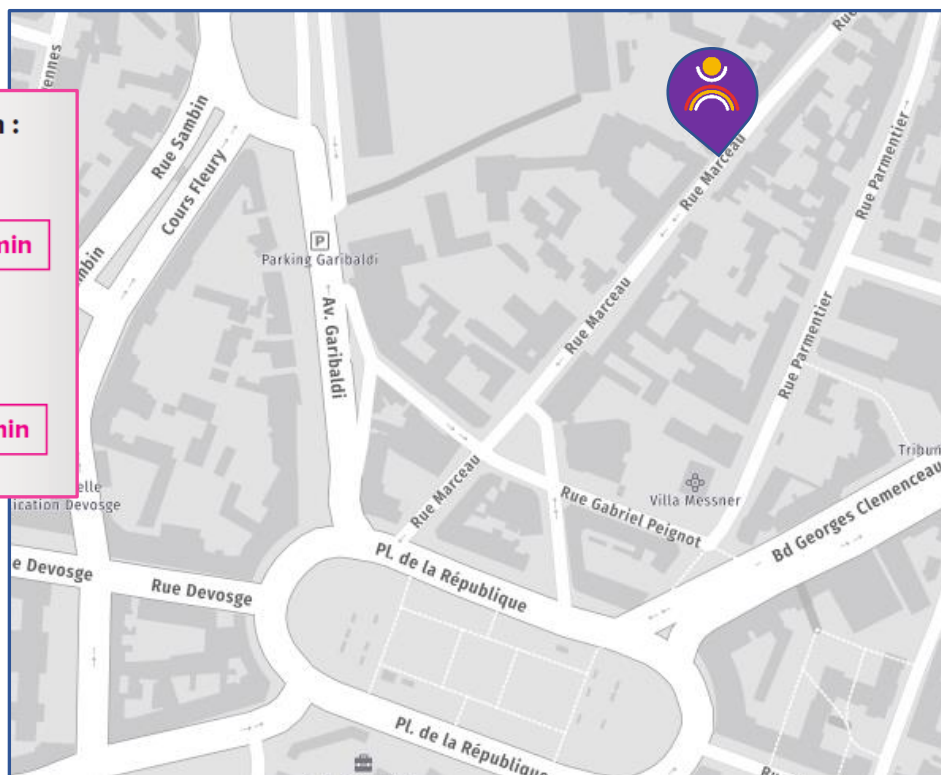 ennes
Rue
n :
Rue Sambin
Cours Fleury
Rue Marceau
Rue Parmentier
min
mbin
P
Parking Garibaldi
Av. Garibaldi
Rue Marceau
Rue Parmentier
min
Rue Marceau
Tribun
elle
ication Devosge
Villa Messner
Rue Gabriel Peignot
Bd Georges Clemenceau
e Devosge
Rue Devosge
Pl. de la République
Pl. de la République
Ru